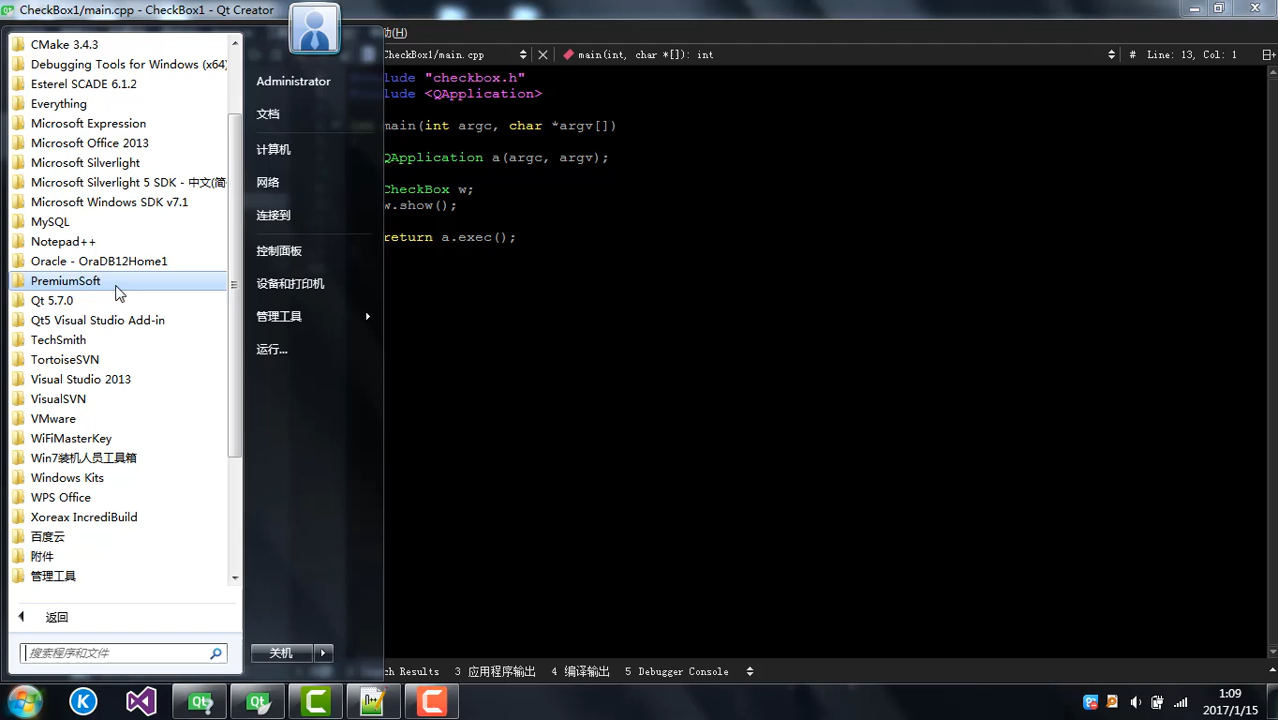 CheckBox1/main.cpp - CheckBox1 - Qt Creator
CMake 3.4.3
Debugging Tools for Windows (x64)
Esterel SCADE 6.1.2
Everything
Microsoft Expression
Microsoft Office 2013
Microsoft Silverlight
Microsoft Silverlight 5 SDK - 中文(简
Microsoft Windows SDK v7.1
MySQL
Notepad++
Oracle - OraDB12Home1
PremiumSoft
Qt 5.7.0
Qt5 Visual Studio Add-in
TechSmith
TortoiseSVN
Visual Studio 2013
VisualSVN
VMware
WiFiMasterKey
Win7装机人员工具箱
Windows Kits
WPS Office
Xoreax IncrediBuild
百度云
附件
管理工具
返回
搜索程序和文件
Administrator
文档
计算机
网络
连接到
控制面板
设备和打印机
管理工具
运行...
关机
助(H)
CheckBox1/main.cpp
main(int, char *[]): int
# Line: 13, Col: 1
lude "checkbox.h"
lude <QApplication>
main(int argc, char *argv[])
QApplication a(argc, argv);
CheckBox w;
w.show();
return a.exec();
ch Results 3 应用程序输出 4 编译输出 5 Debugger Console
1:09
2017/1/15